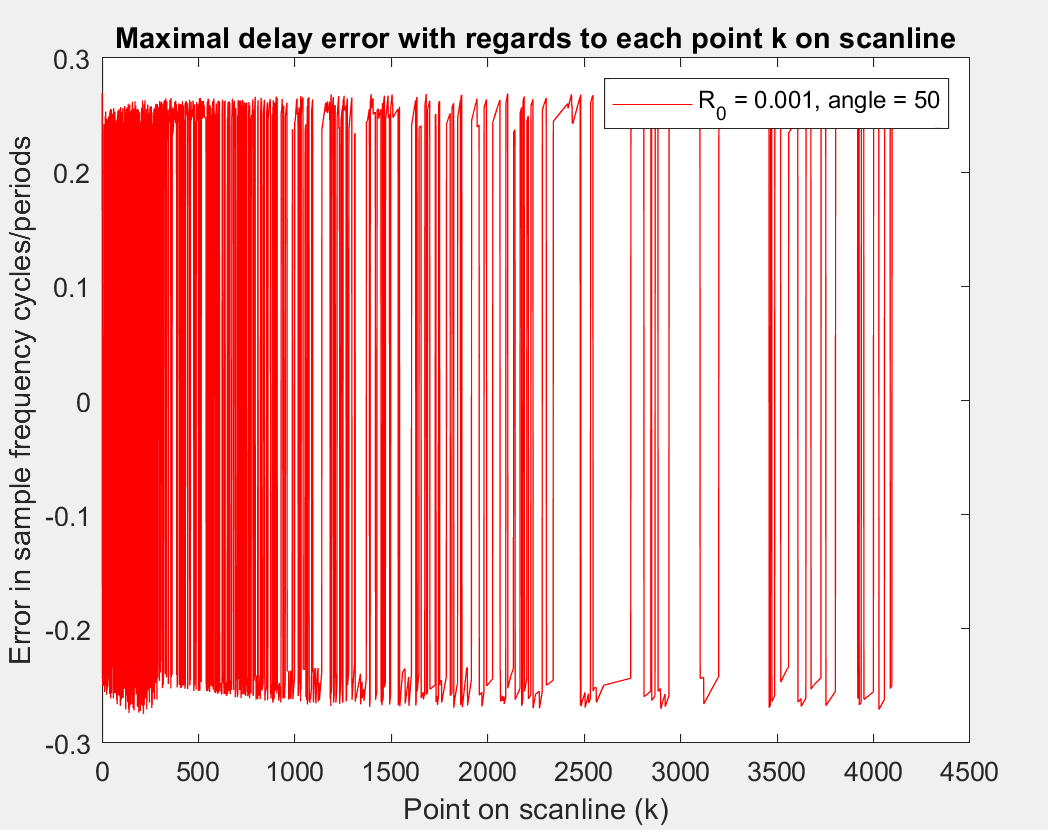 Maximal delay error with regards to each point k on scanline
R_0 = 0.001, angle = 50
Error in sample frequency cycles/periods
0.3
0.2
0.1
0
-0.1
-0.2
-0.3
0 500 1000 1500 2000 2500 3000 3500 4000 4500
Point on scanline (k)